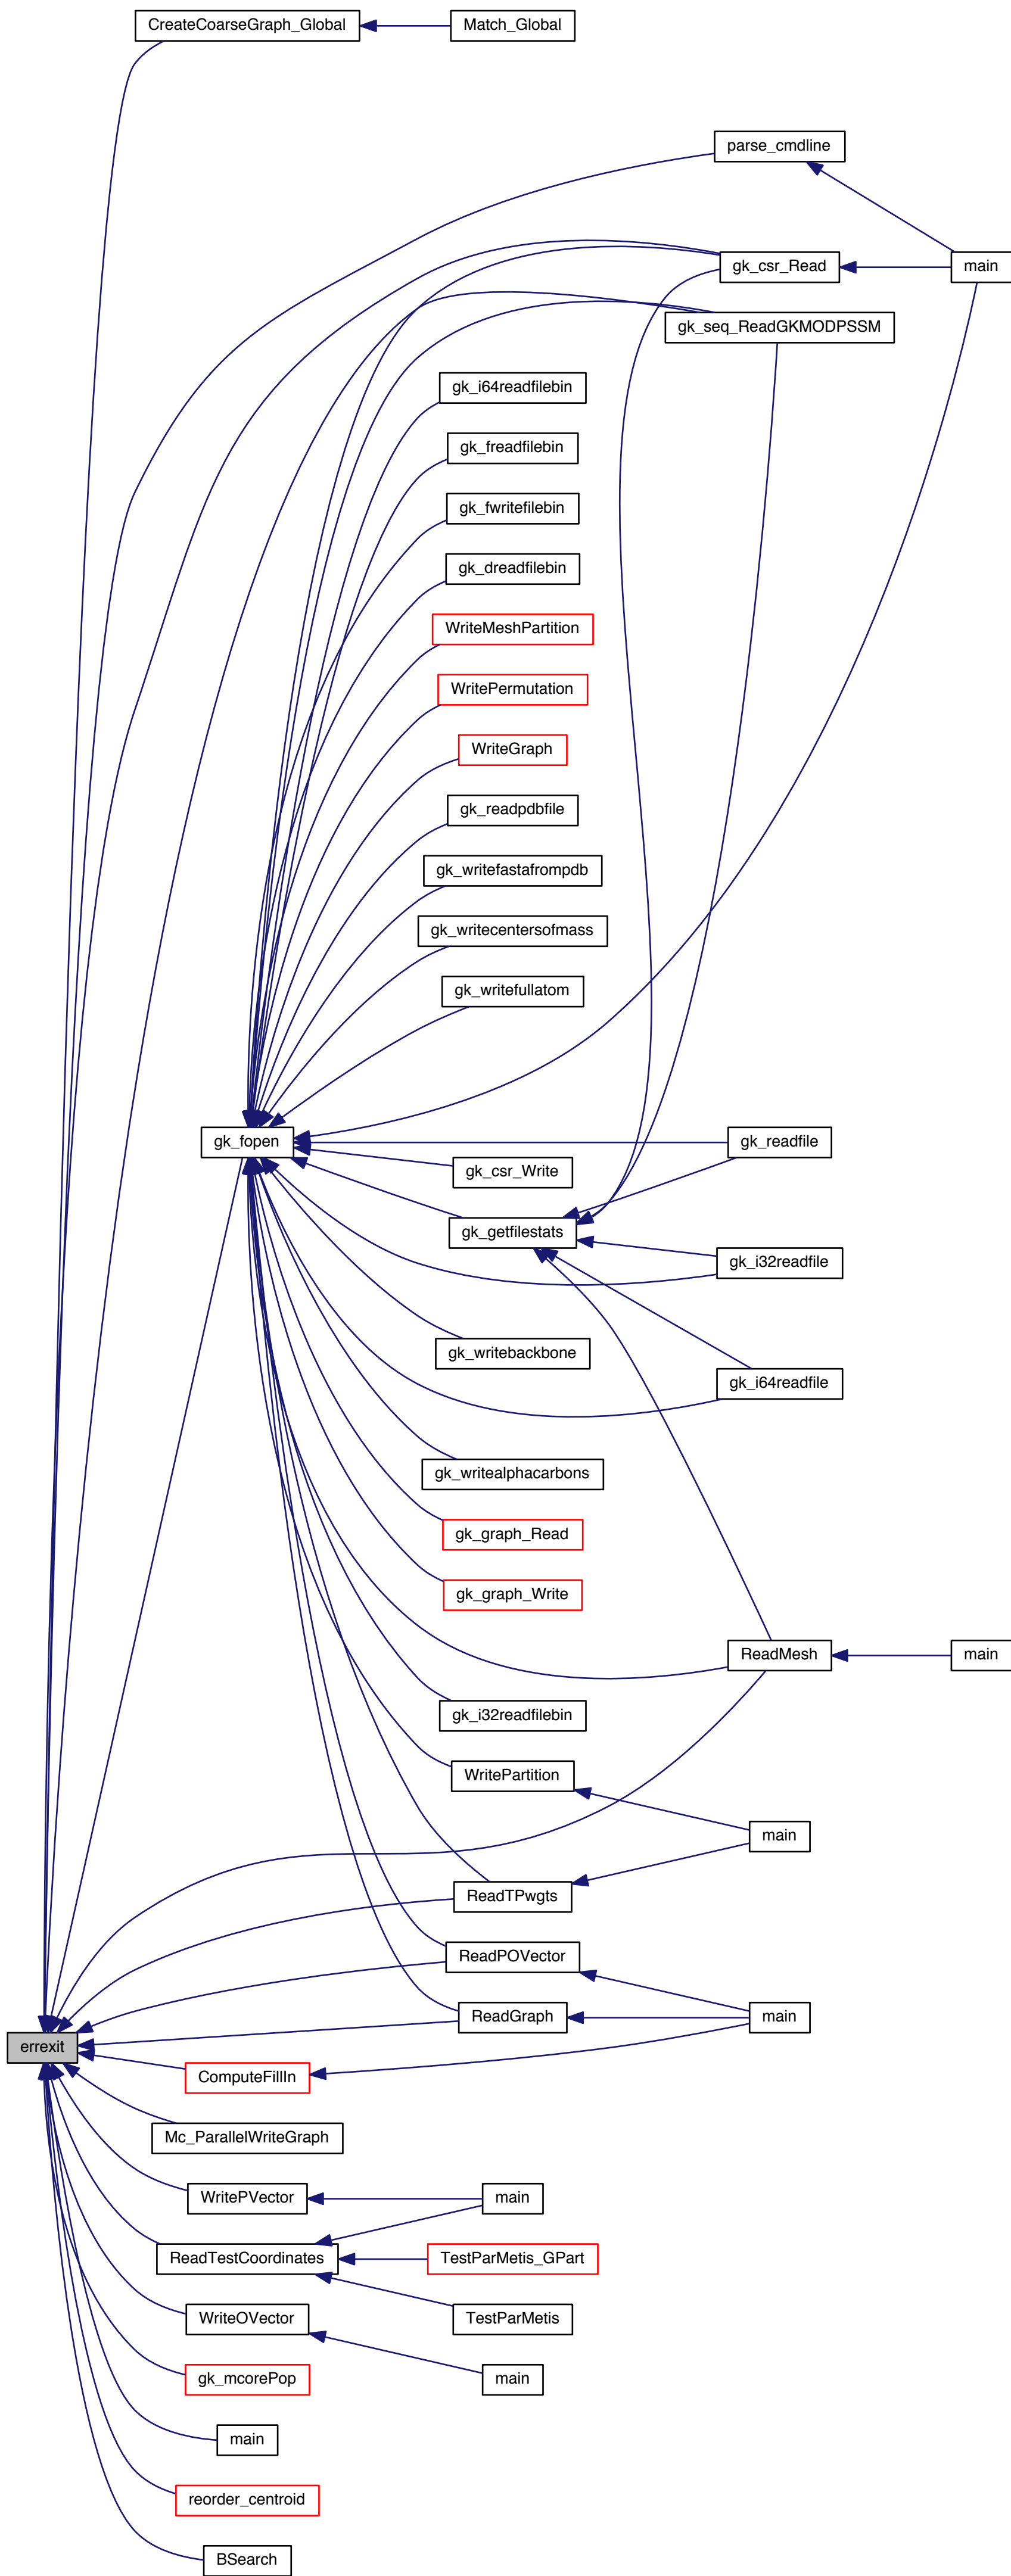 CreateCoarseGraph_Global
Match_Global
parse_cmdline
gk_csr_Read
main
gk_seq_ReadGKMODPSSM
gk_i64readfilebin
gk_freadfilebin
gk_fwritefilebin
gk_dreadfilebin
WriteMeshPartition
WritePermutation
WriteGraph
gk_readpdbfile
gk_writefastafrompdb
gk_writecentersofmass
gk_writefullatom
gk_fopen
gk_readfile
gk_csr_Write
gk_getfilestats
gk_i32readfile
gk_writebackbone
gk_i64readfile
gk_writealphacarbons
gk_graph_Read
gk_graph_Write
ReadMesh
main
gk_i32readfilebin
WritePartition
main
ReadTPwgts
ReadPOVector
ReadGraph
main
errexit
ComputeFillIn
Mc_ParallelWriteGraph
WritePVector
main
ReadTestCoordinates
TestParMetis_GPart
WriteOVector
TestParMetis
gk_mcorePop
main
main
reorder_centroid
BSearch